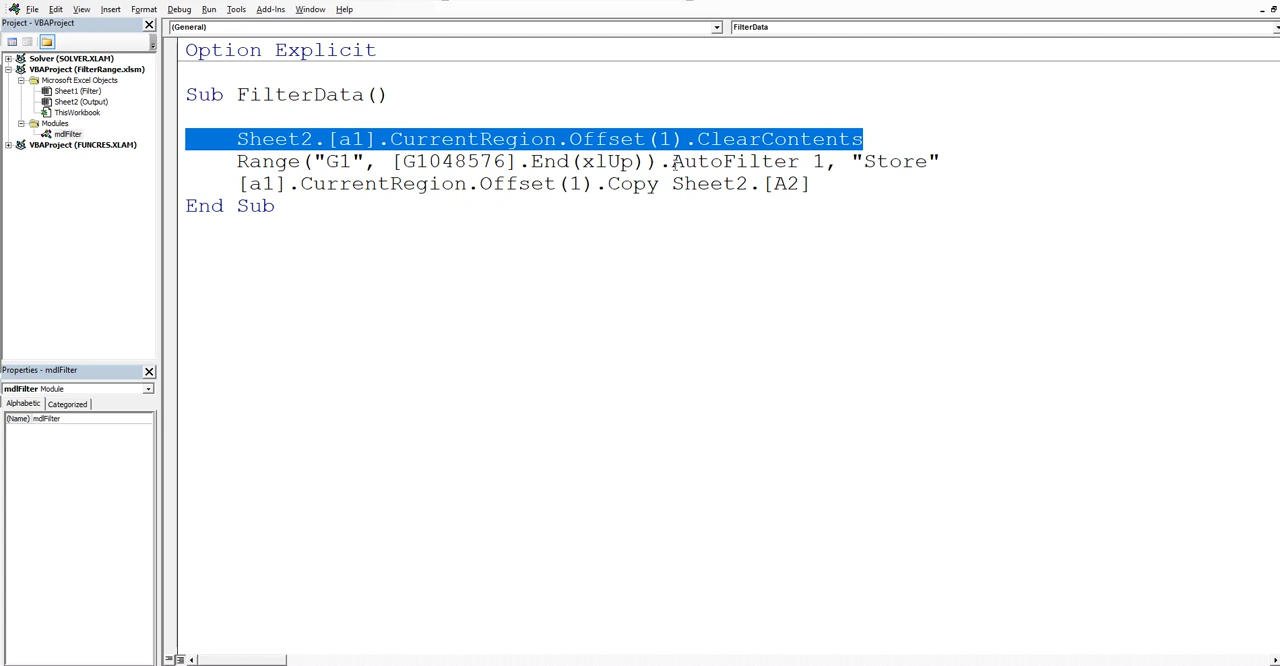 File Edit View Insert Format Debug Run Tools Add-Ins Window Help
Project - VBAProject
Solver (SOLVER.XLAM)
VBAProject (FilterRange.xlsm)
Microsoft Excel Objects
Sheet1 (Filter)
Sheet2 (Output)
ThisWorkbook
Modules
mdlFilter
VBAProject (FUNCRES.XLAM)
Properties - mdlFilter
mdlFilter Module
Alphabetic Categorized
(Name) mdlFilter
(General) FilterData
Option Explicit
Sub FilterData()
Sheet2.[a1].CurrentRegion.Offset(1).ClearContents
Range("G1", [G1048576].End(xlUp)).AutoFilter 1, "Store"
[a1].CurrentRegion.Offset(1).Copy Sheet2.[A2]
End Sub